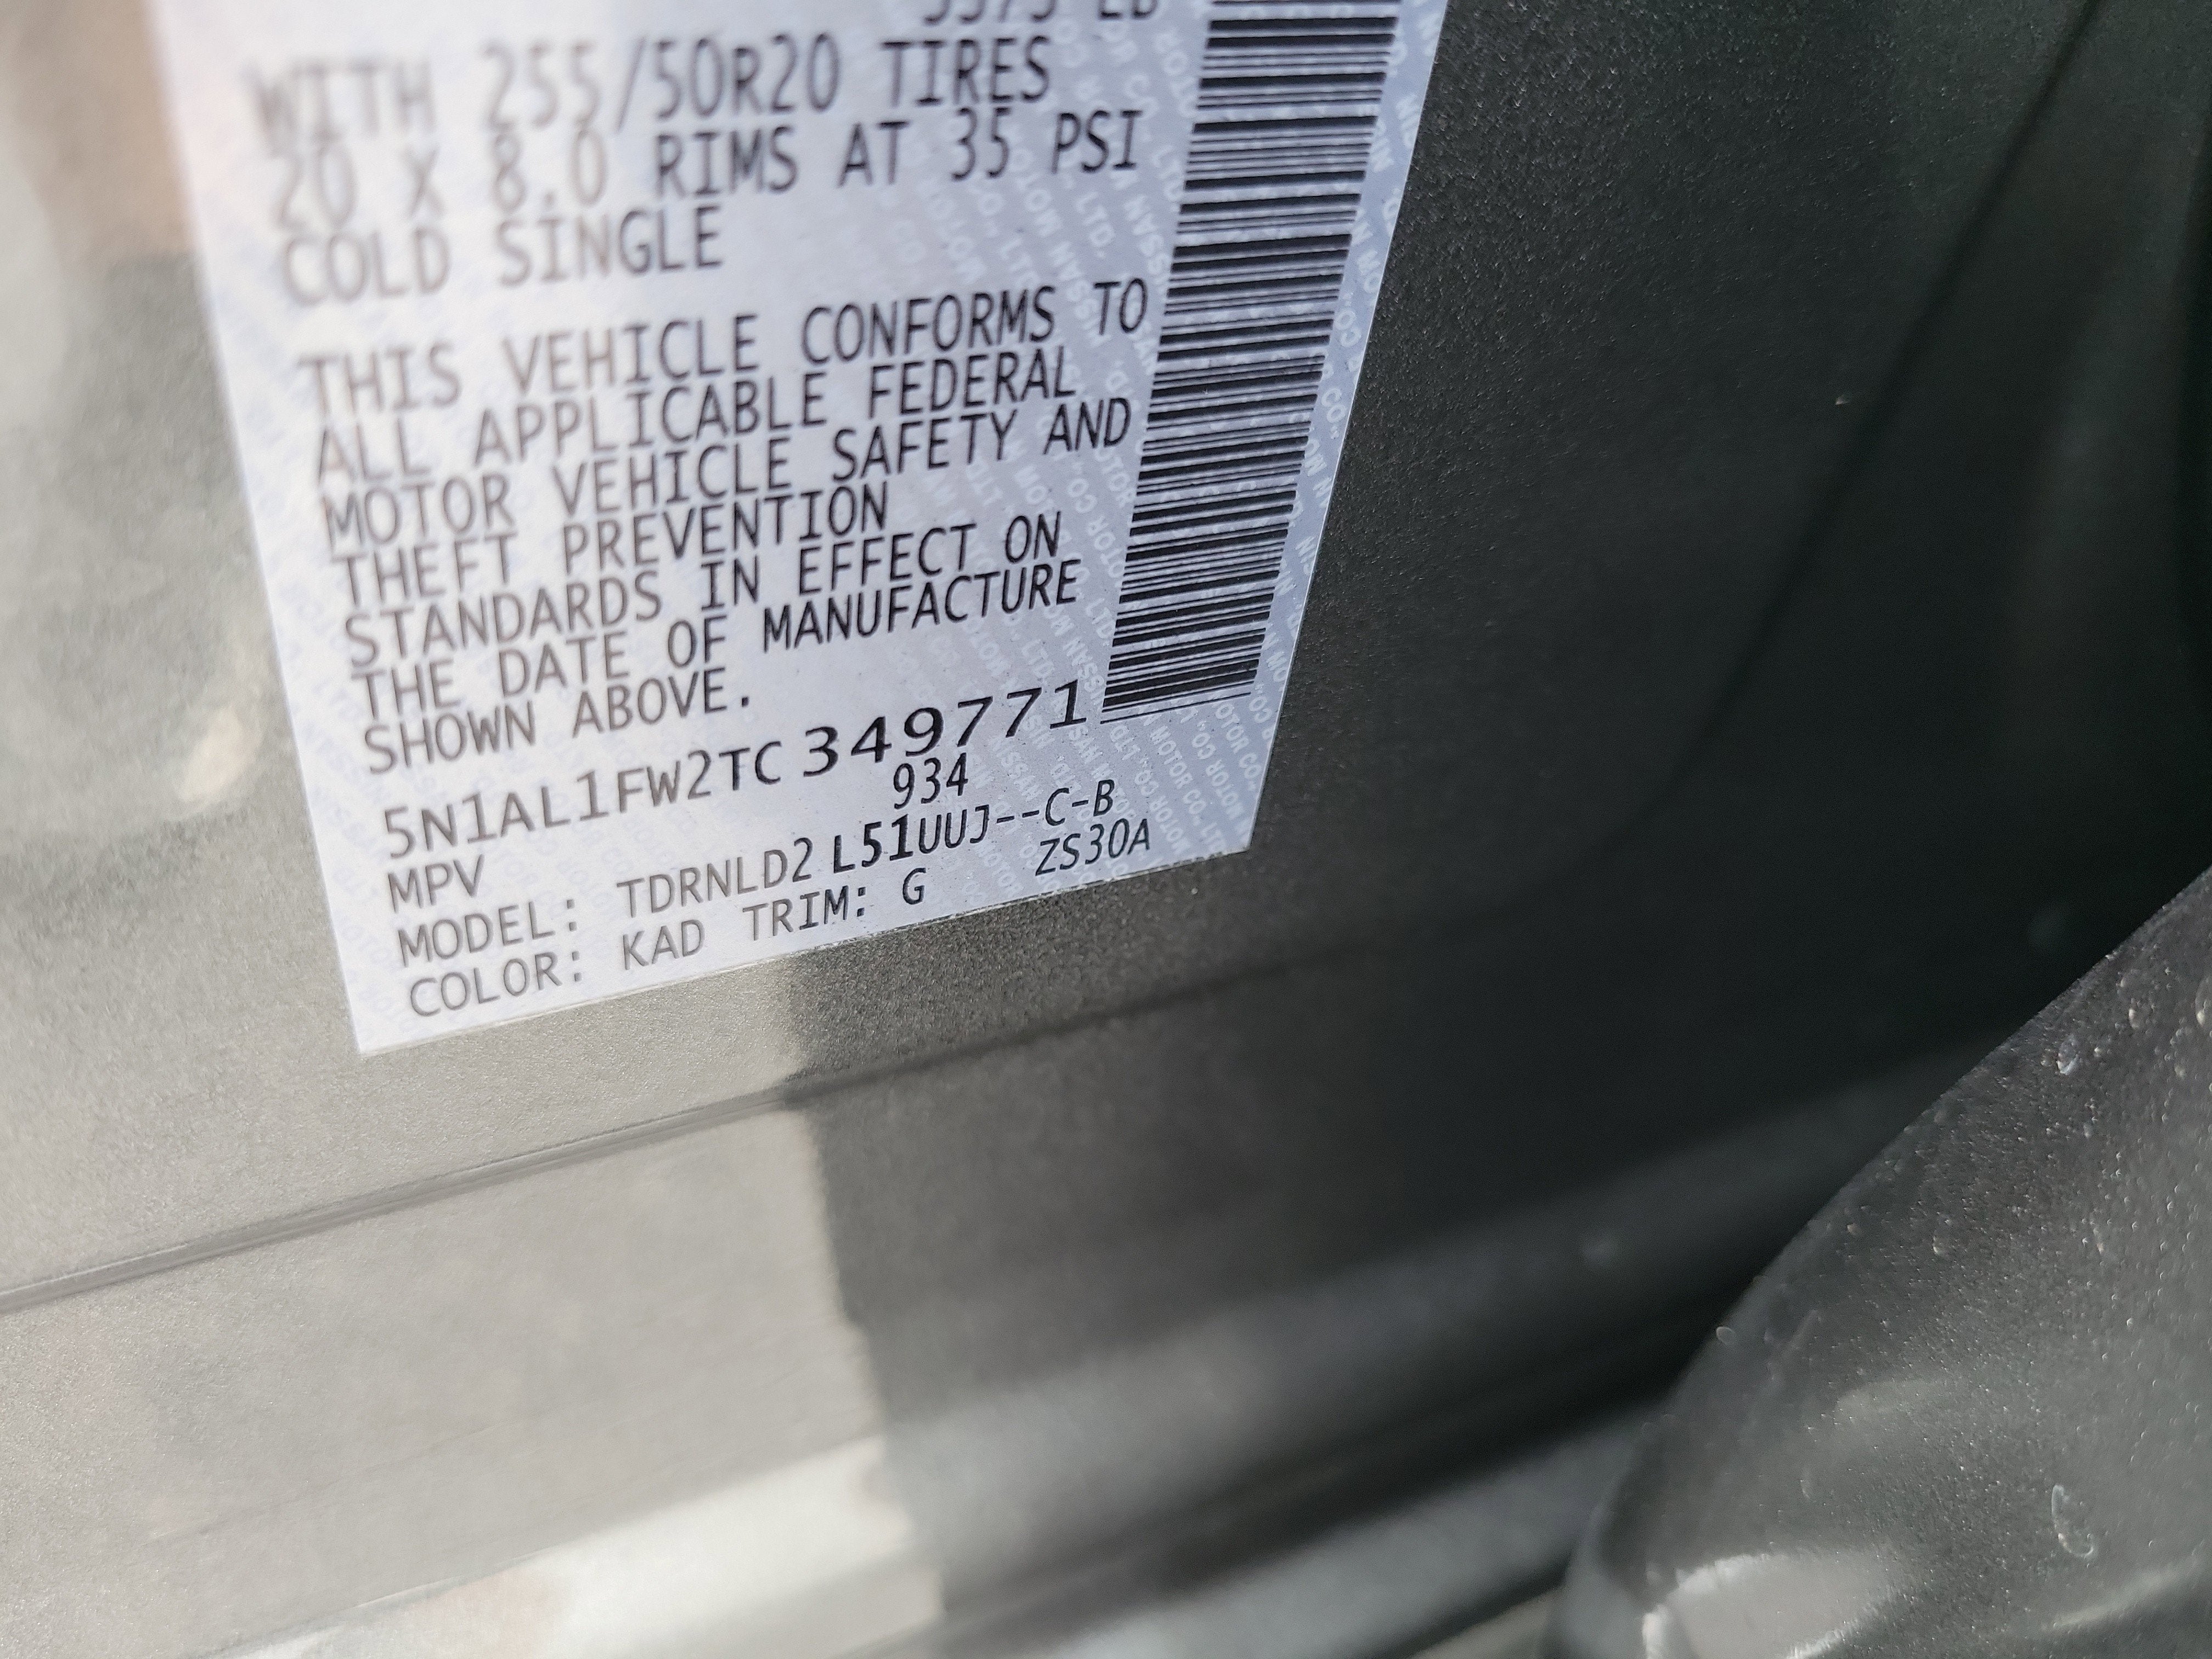 WITH 255/50R20 TIRES
20 X 8.0 RIMS AT 35 PSI
COLD SINGLE
THIS VEHICLE CONFORMS TO
ALL APPLICABLE FEDERAL
MOTOR VEHICLE SAFETY AND
THEFT PREVENTION
STANDARDS IN EFFECT ON
THE DATE OF MANUFACTURE
SHOWN ABOVE.
5N1AL1FW2TC349771
MPV 934
MODEL: TDRNLD2 L51UUJ--C-B
COLOR: KAD TRIM: G ZS30A